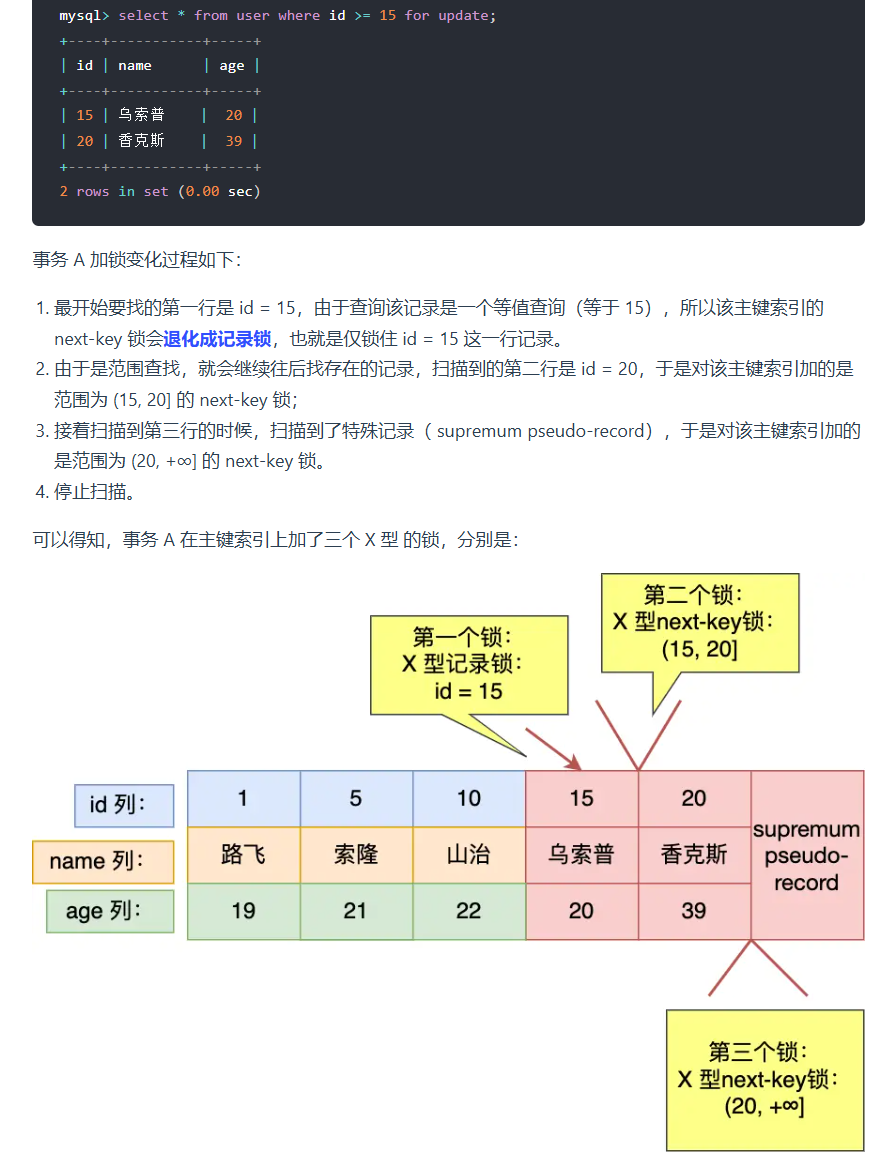 mysql> select * from user where id >= 15 for update;
+----+-----------+-----+
| id | name      | age |
+----+-----------+-----+
| 15 | 乌索普    |  20 |
| 20 | 香克斯    |  39 |
+----+-----------+-----+
2 rows in set (0.00 sec)
事务 A 加锁变化过程如下：
1. 最开始要找的第一行是 id = 15，由于查询该记录是一个等值查询（等于 15），所以该主键索引的
next-key 锁会退化成记录锁，也就是仅锁住 id = 15 这一行记录。
2. 由于是范围查找，就会继续往后找存在的记录，扫描到的第二行是 id = 20，于是对该主键索引加的是
范围为 (15, 20] 的 next-key 锁；
3. 接着扫描到第三行的时候，扫描到了特殊记录（ supremum pseudo-record），于是对该主键索引加的
是范围为 (20, +∞] 的 next-key 锁。
4. 停止扫描。
可以得知，事务 A 在主键索引上加了三个 X 型 的锁，分别是：
第二个锁：
X 型next-key锁：
(15, 20]
第一个锁：
X 型记录锁：
id = 15
id 列： 1 5 10 15 20
name 列： 路飞 索隆 山治 乌索普 香克斯
age 列： 19 21 22 20 39
supremum
pseudo-
record
第三个锁：
X 型next-key锁：
(20, +∞]